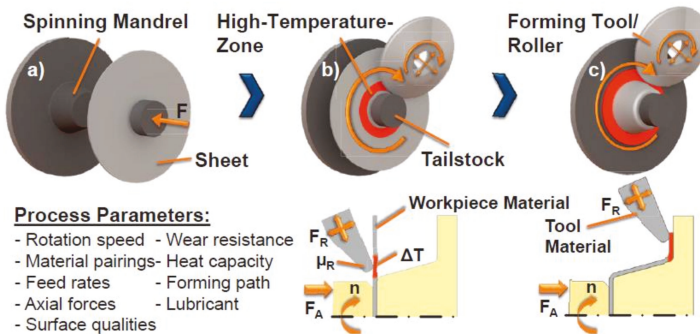 Spinning Mandrel
High-Temperature-
Zone
Forming Tool/
Roller
a)
b)
c)
F
Sheet
Tailstock
Process Parameters:
- Rotation speed - Wear resistance
- Material pairings- Heat capacity
- Feed rates - Forming path
- Axial forces - Lubricant
- Surface qualities
Workpiece Material
F_R
μ_R
ΔT
n
F_A
F_R
Tool
Material
n
F_A